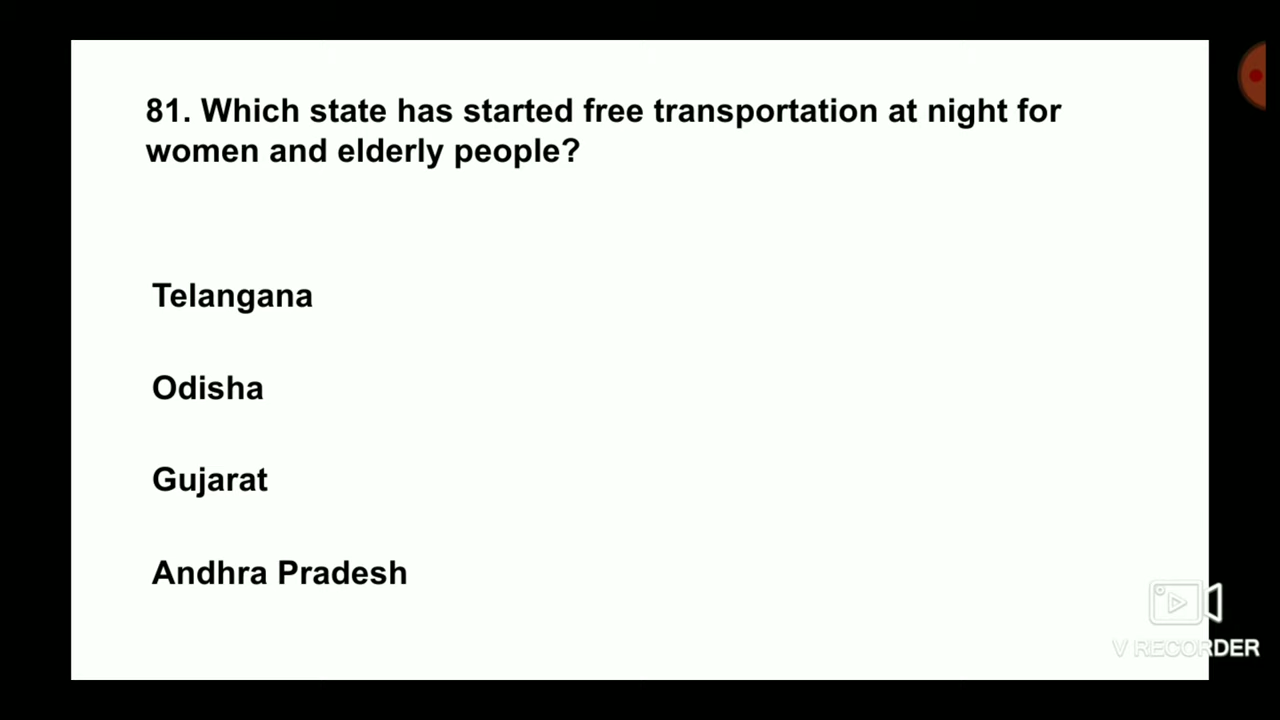 81. Which state has started free transportation at night for
women and elderly people?
Telangana
Odisha
Gujarat
Andhra Pradesh
V RECORDER